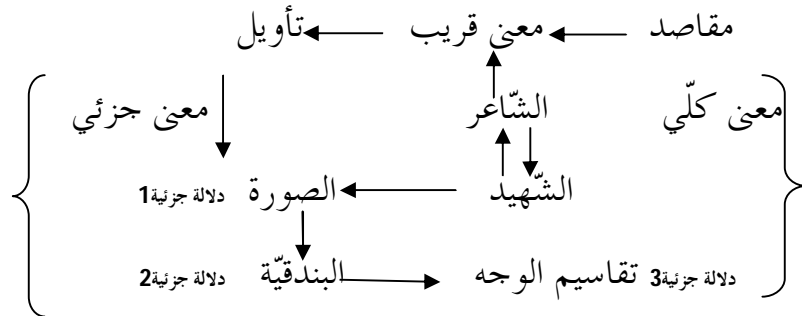 مقاصد معنى قريب تأويل
معنى كلّي الشّاعر معنى جزئي
الشّهيد الصورة دلالة جزئية1
دلالة جزئية3 تقاسيم الوجه البندقيّة دلالة جزئية2